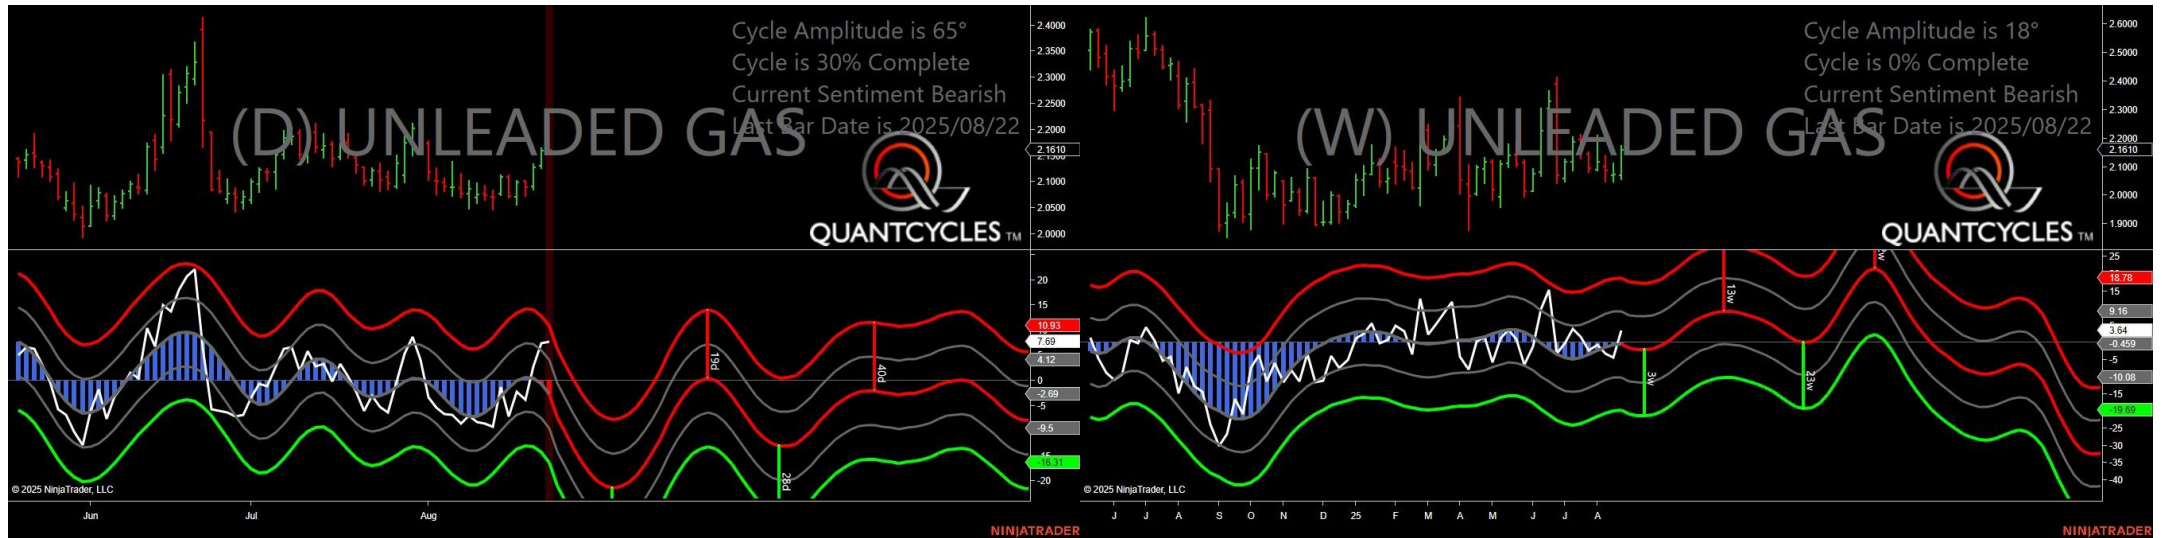 Cycle Amplitude is 65°
Cycle is 30% Complete
Current Sentiment Bearish
Last Bar Date is 2025/08/22
(D) UNLEADED GAS
QUANTCYCLES TM
2.4000
2.3500
2.3000
2.2500
2.2000
2.1610
2.1500
2.1000
2.0500
2.0000
20
15
10.93
7.69
4.12
0
-2.69
-5
-9.5
-16.31
-20
19d
28d
40d
© 2025 NinjaTrader, LLC
Jun
Jul
Aug
NINJATRADER
Cycle Amplitude is 18°
Cycle is 0% Complete
Current Sentiment Bearish
Last Bar Date is 2025/08/22
(W) UNLEADED GAS
QUANTCYCLES TM
2.6000
2.5000
2.4000
2.3000
2.2000
2.1610
2.1000
2.0000
1.9000
25
18.78
15
9.16
3.64
-0.459
-5
-10.08
-15
-19.69
-25
-30
-35
-40
3w
13w
23w
© 2025 NinjaTrader, LLC
J J A S O N D 25 F M A M J J A
NINJATRADER